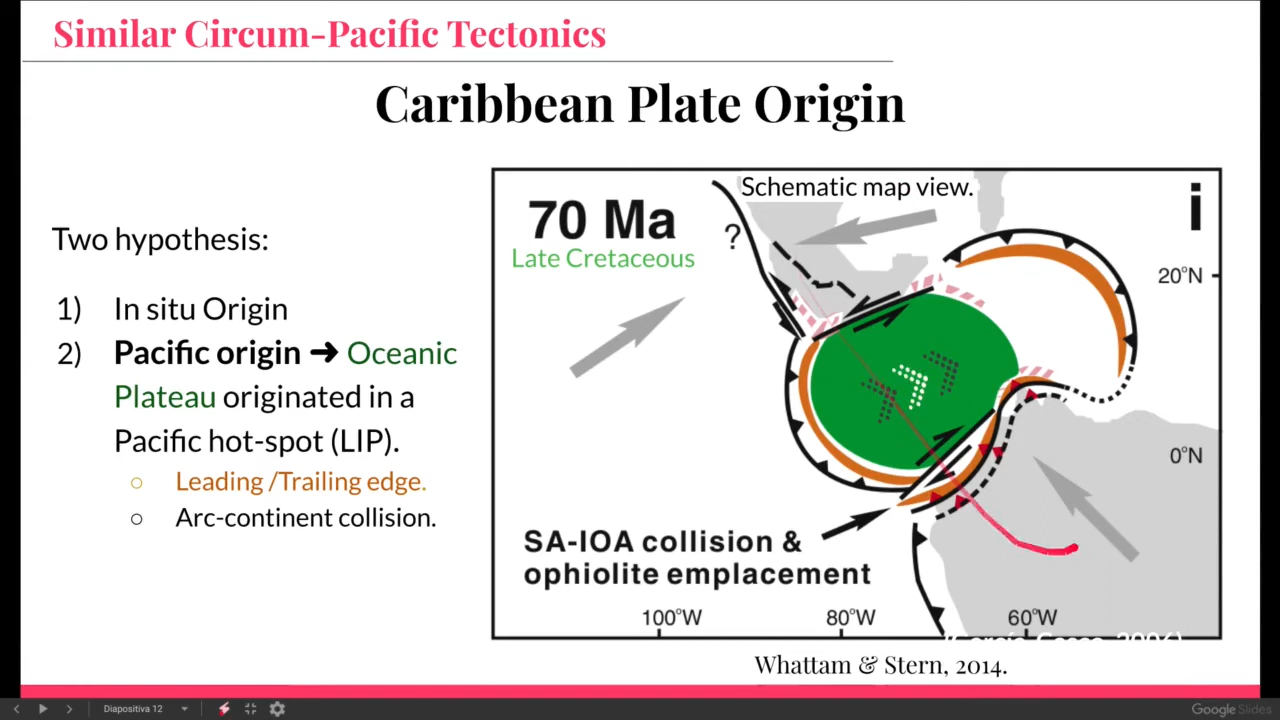 Similar Circum-Pacific Tectonics
Caribbean Plate Origin
Two hypothesis:
1) In situ Origin
2) Pacific origin ➜ Oceanic
Plateau originated in a
Pacific hot-spot (LIP).
○ Leading /Trailing edge.
○ Arc-continent collision.
Schematic map view.
70 Ma
i
Late Cretaceous
?
20°N
0°N
SA-IOA collision &
ophiolite emplacement
100°W 80°W 60°W
Whattam & Stern, 2014.
Diapositiva 12
Google Slides